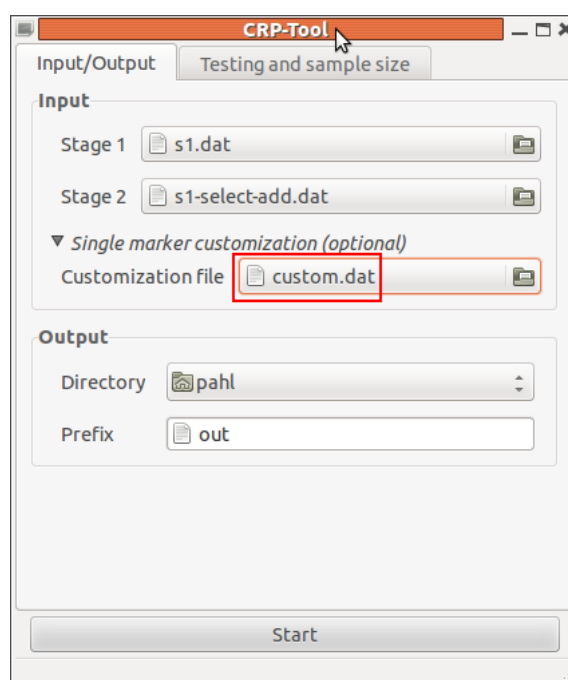 CRP-Tool
Input/Output Testing and sample size
Input
Stage 1 s1.dat
Stage 2 s1-select-add.dat
Single marker customization (optional)
Customization file custom.dat
Output
Directory pahl
Prefix out
Start